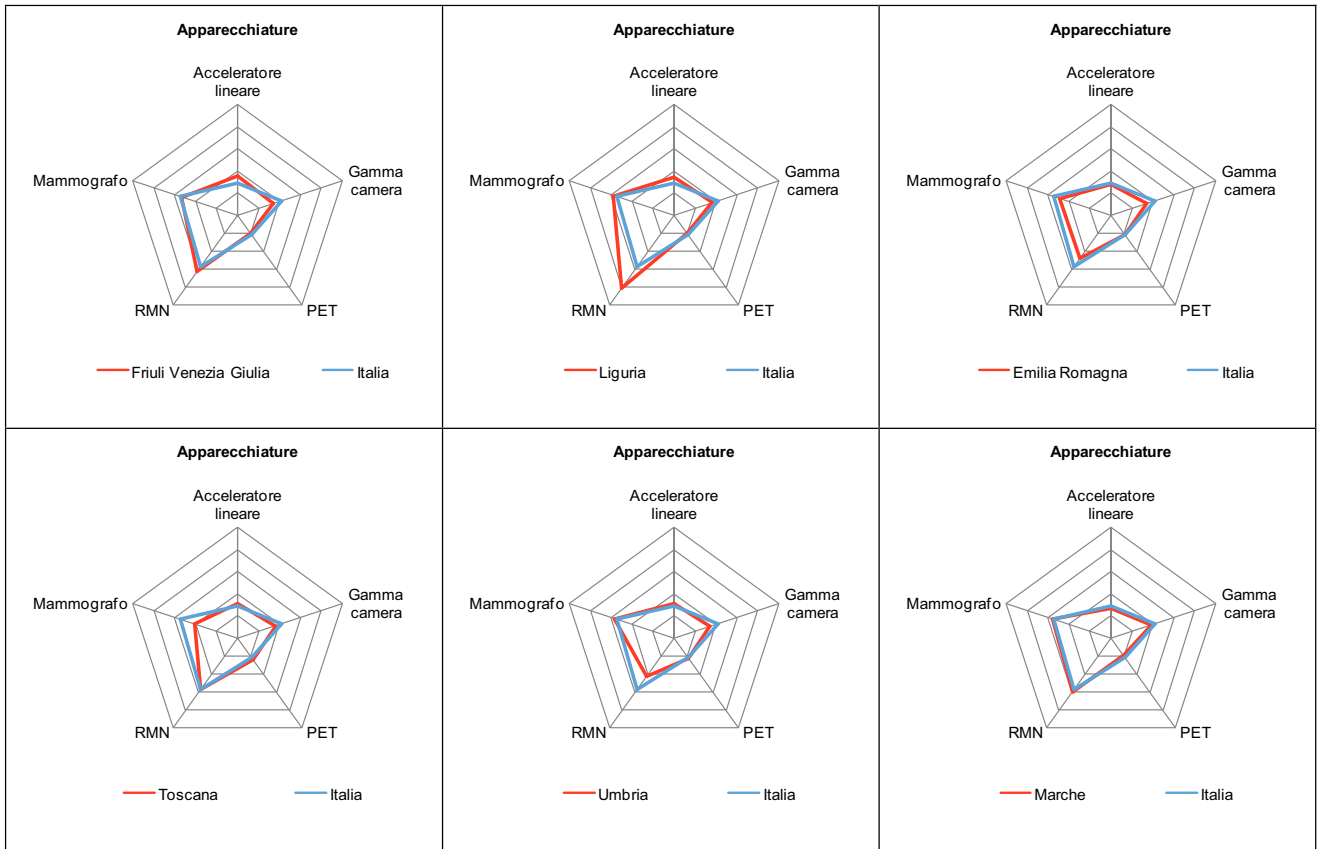 Apparecchiature
Acceleratore
lineare
Mammografo
Gamma
camera
RMN
PET
Friuli Venezia Giulia
Italia
Apparecchiature
Acceleratore
lineare
Mammografo
Gamma
camera
RMN
PET
Liguria
Italia
Apparecchiature
Acceleratore
lineare
Mammografo
Gamma
camera
RMN
PET
Emilia Romagna
Italia
Apparecchiature
Acceleratore
lineare
Mammografo
Gamma
camera
RMN
PET
Toscana
Italia
Apparecchiature
Acceleratore
lineare
Mammografo
Gamma
camera
RMN
PET
Umbria
Italia
Apparecchiature
Acceleratore
lineare
Mammografo
Gamma
camera
RMN
PET
Marche
Italia